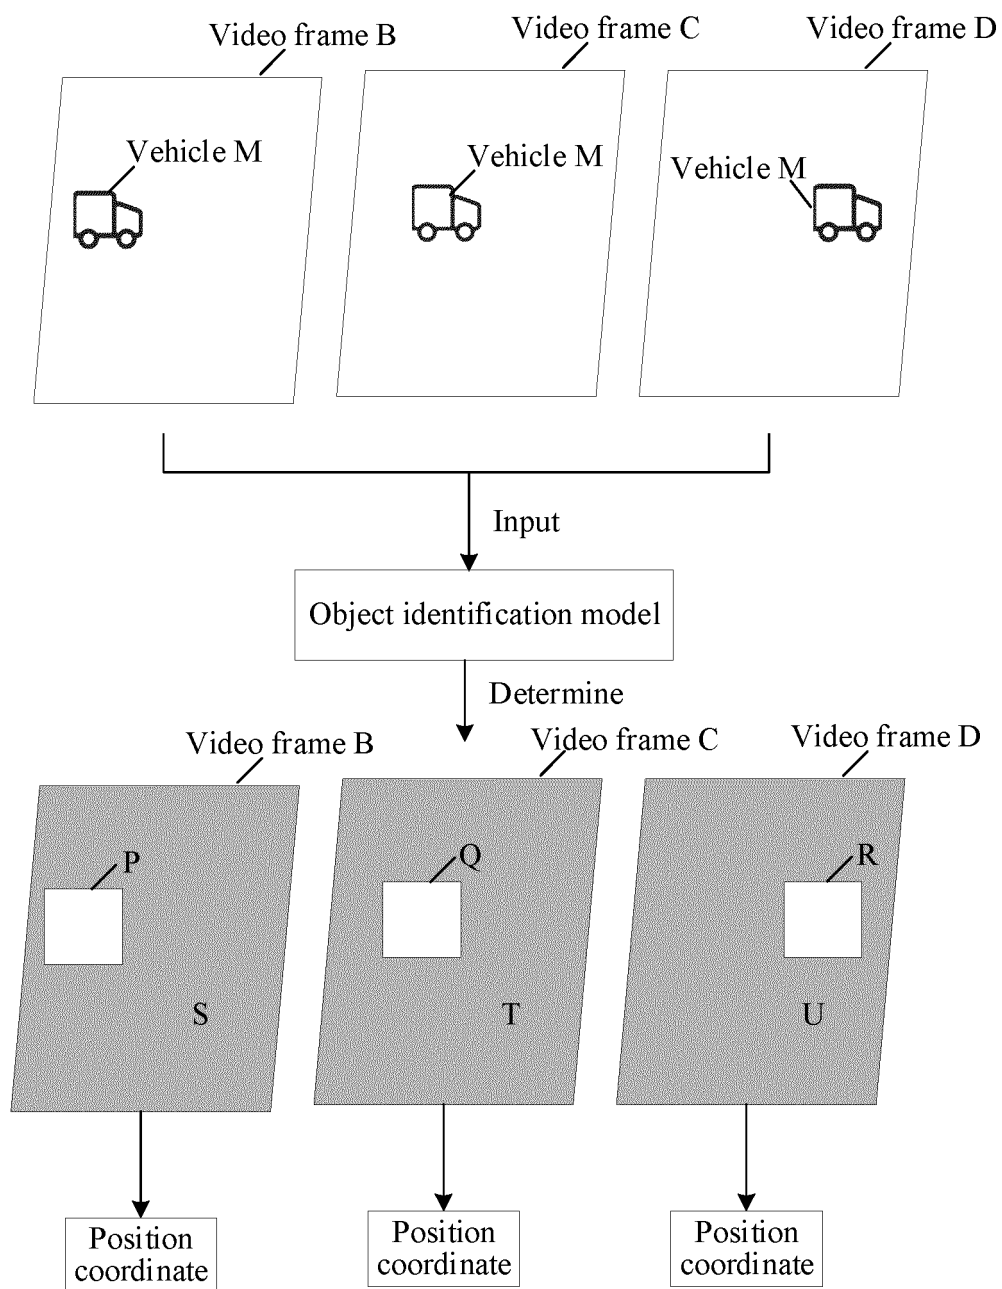 Video frame B
Video frame C
Video frame D
Vehicle M
Vehicle M
Vehicle M
Input
Object identification model
Determine
Video frame B
Video frame C
Video frame D
P
Q
R
S
T
U
Position
coordinate
Position
coordinate
Position
coordinate